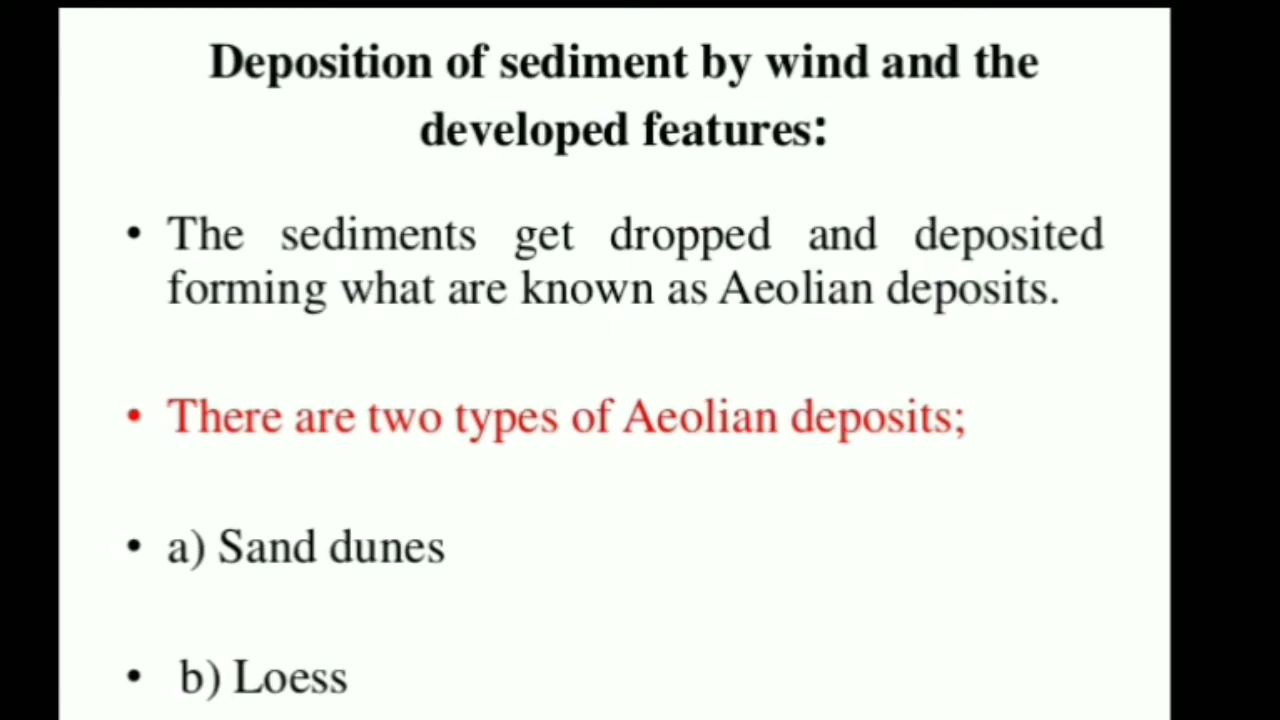 Deposition of sediment by wind and the
developed features:
• The sediments get dropped and deposited
forming what are known as Aeolian deposits.
• There are two types of Aeolian deposits;
• a) Sand dunes
• b) Loess